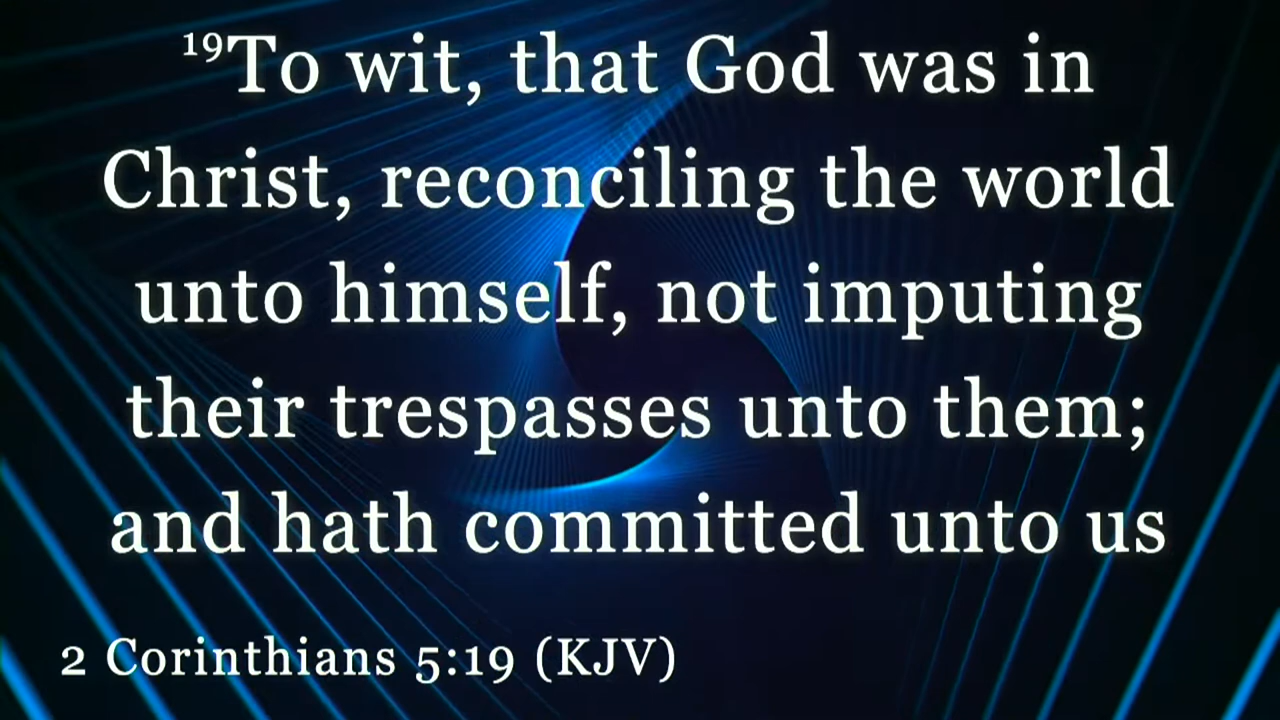 19To wit, that God was in
Christ, reconciling the world
unto himself, not imputing
their trespasses unto them;
and hath committed unto us
2 Corinthians 5:19 (KJV)